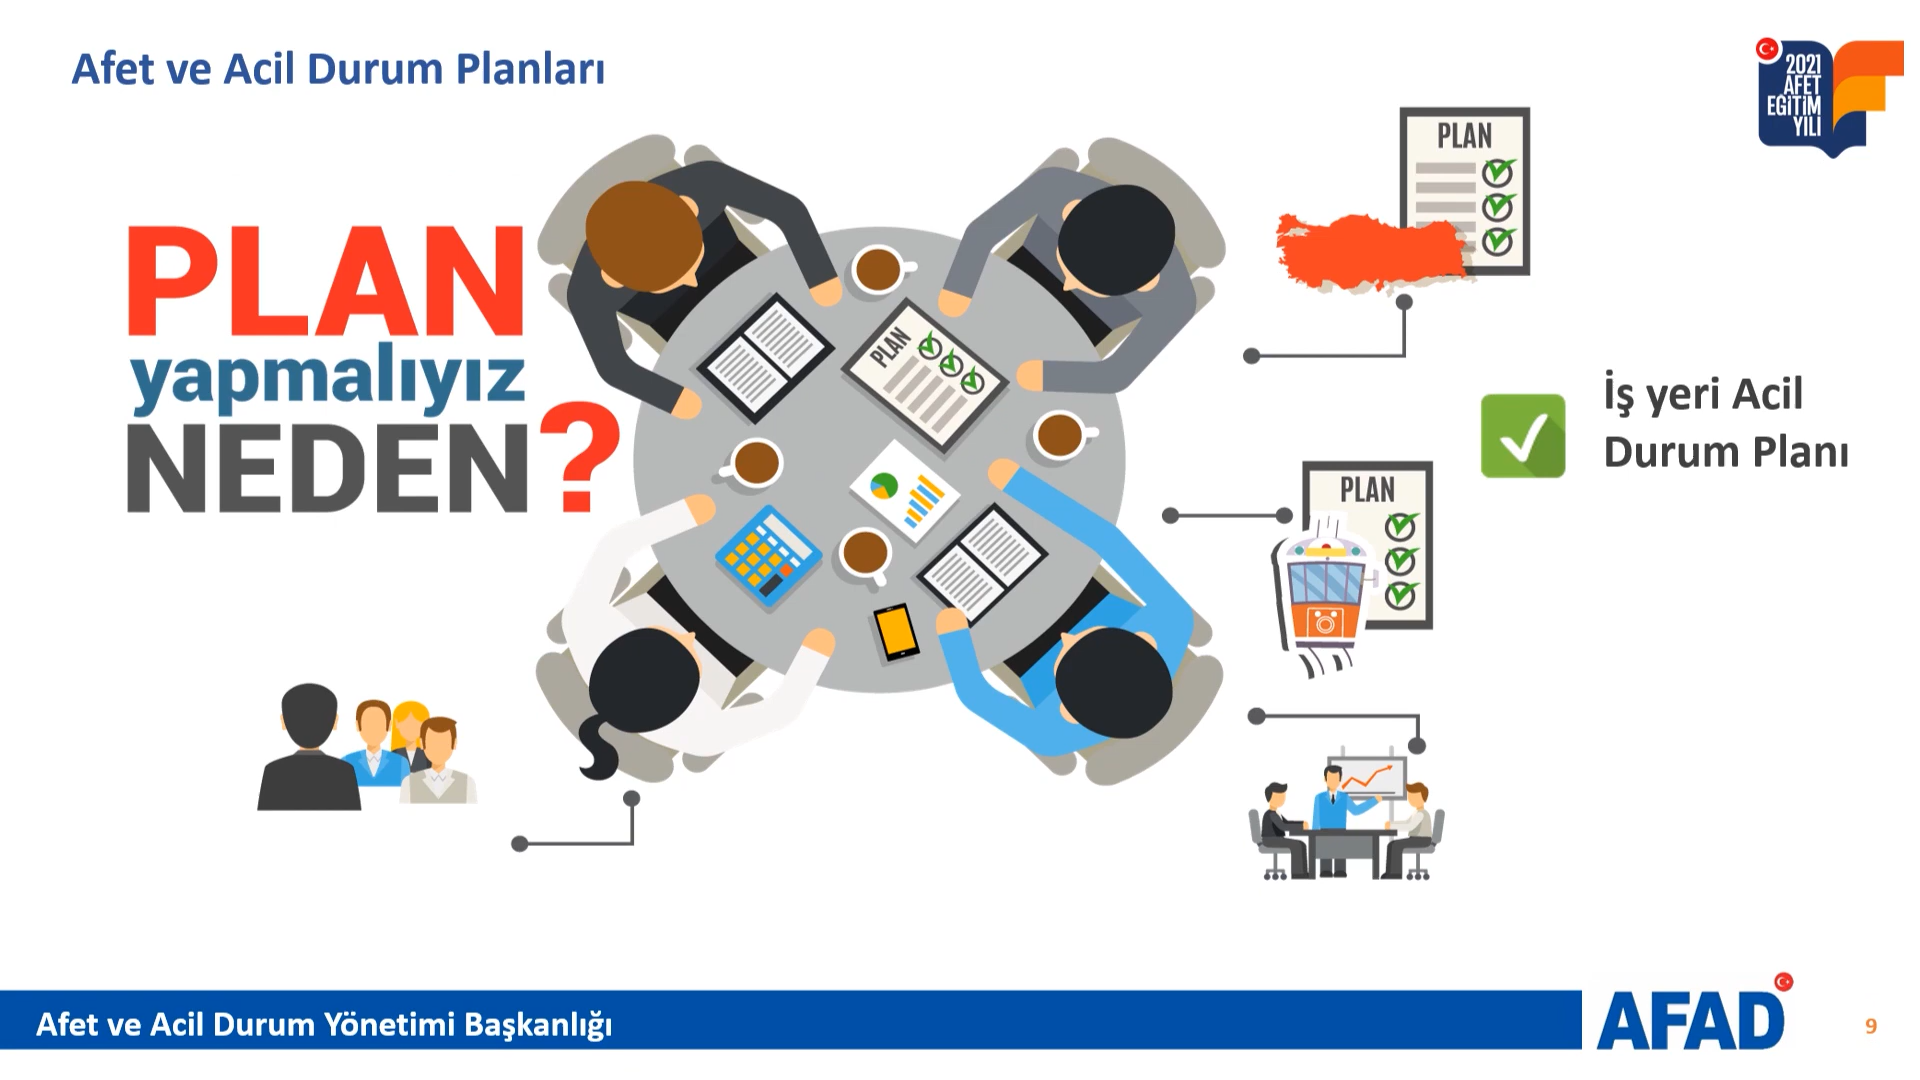 Afet ve Acil Durum Planları
2021
AFET
EĞİTİM
YILI
PLAN
yapmalıyız
NEDEN?
PLAN
PLAN
İş yeri Acil
Durum Planı
PLAN
Afet ve Acil Durum Yönetimi Başkanlığı
AFAD
9